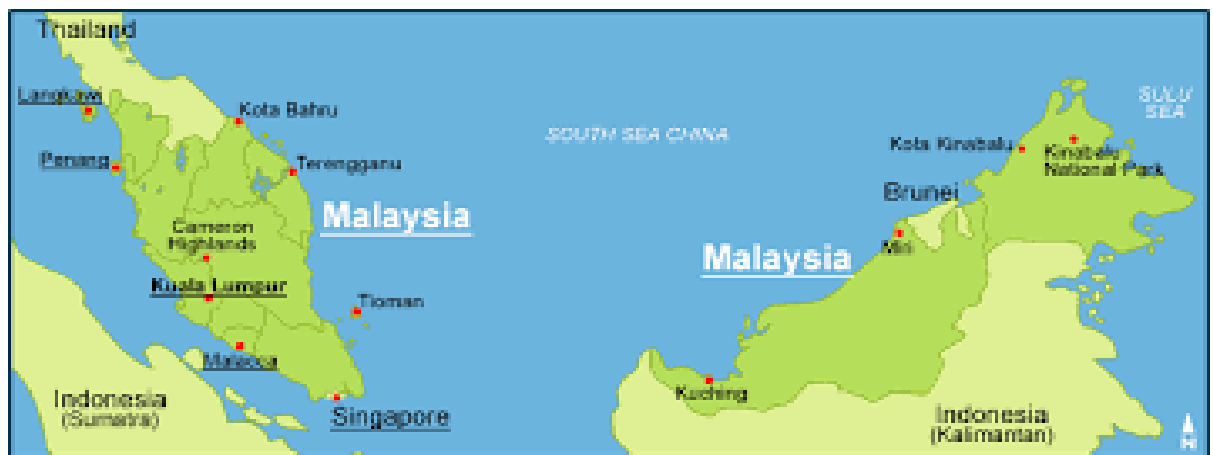 Thailand
Langkawi
Kota Bahru
SULU
SEA
SOUTH SEA CHINA
Penang
Terengganu
Kota Kinabalu
Kinabalu
National Park
Brunei
Malaysia
Cameron
Highlands
Miri
Malaysia
Kuala Lumpur
Tioman
Malacca
Kuching
Indonesia
(Sumatra)
Singapore
Indonesia
(Kalimantan)
N